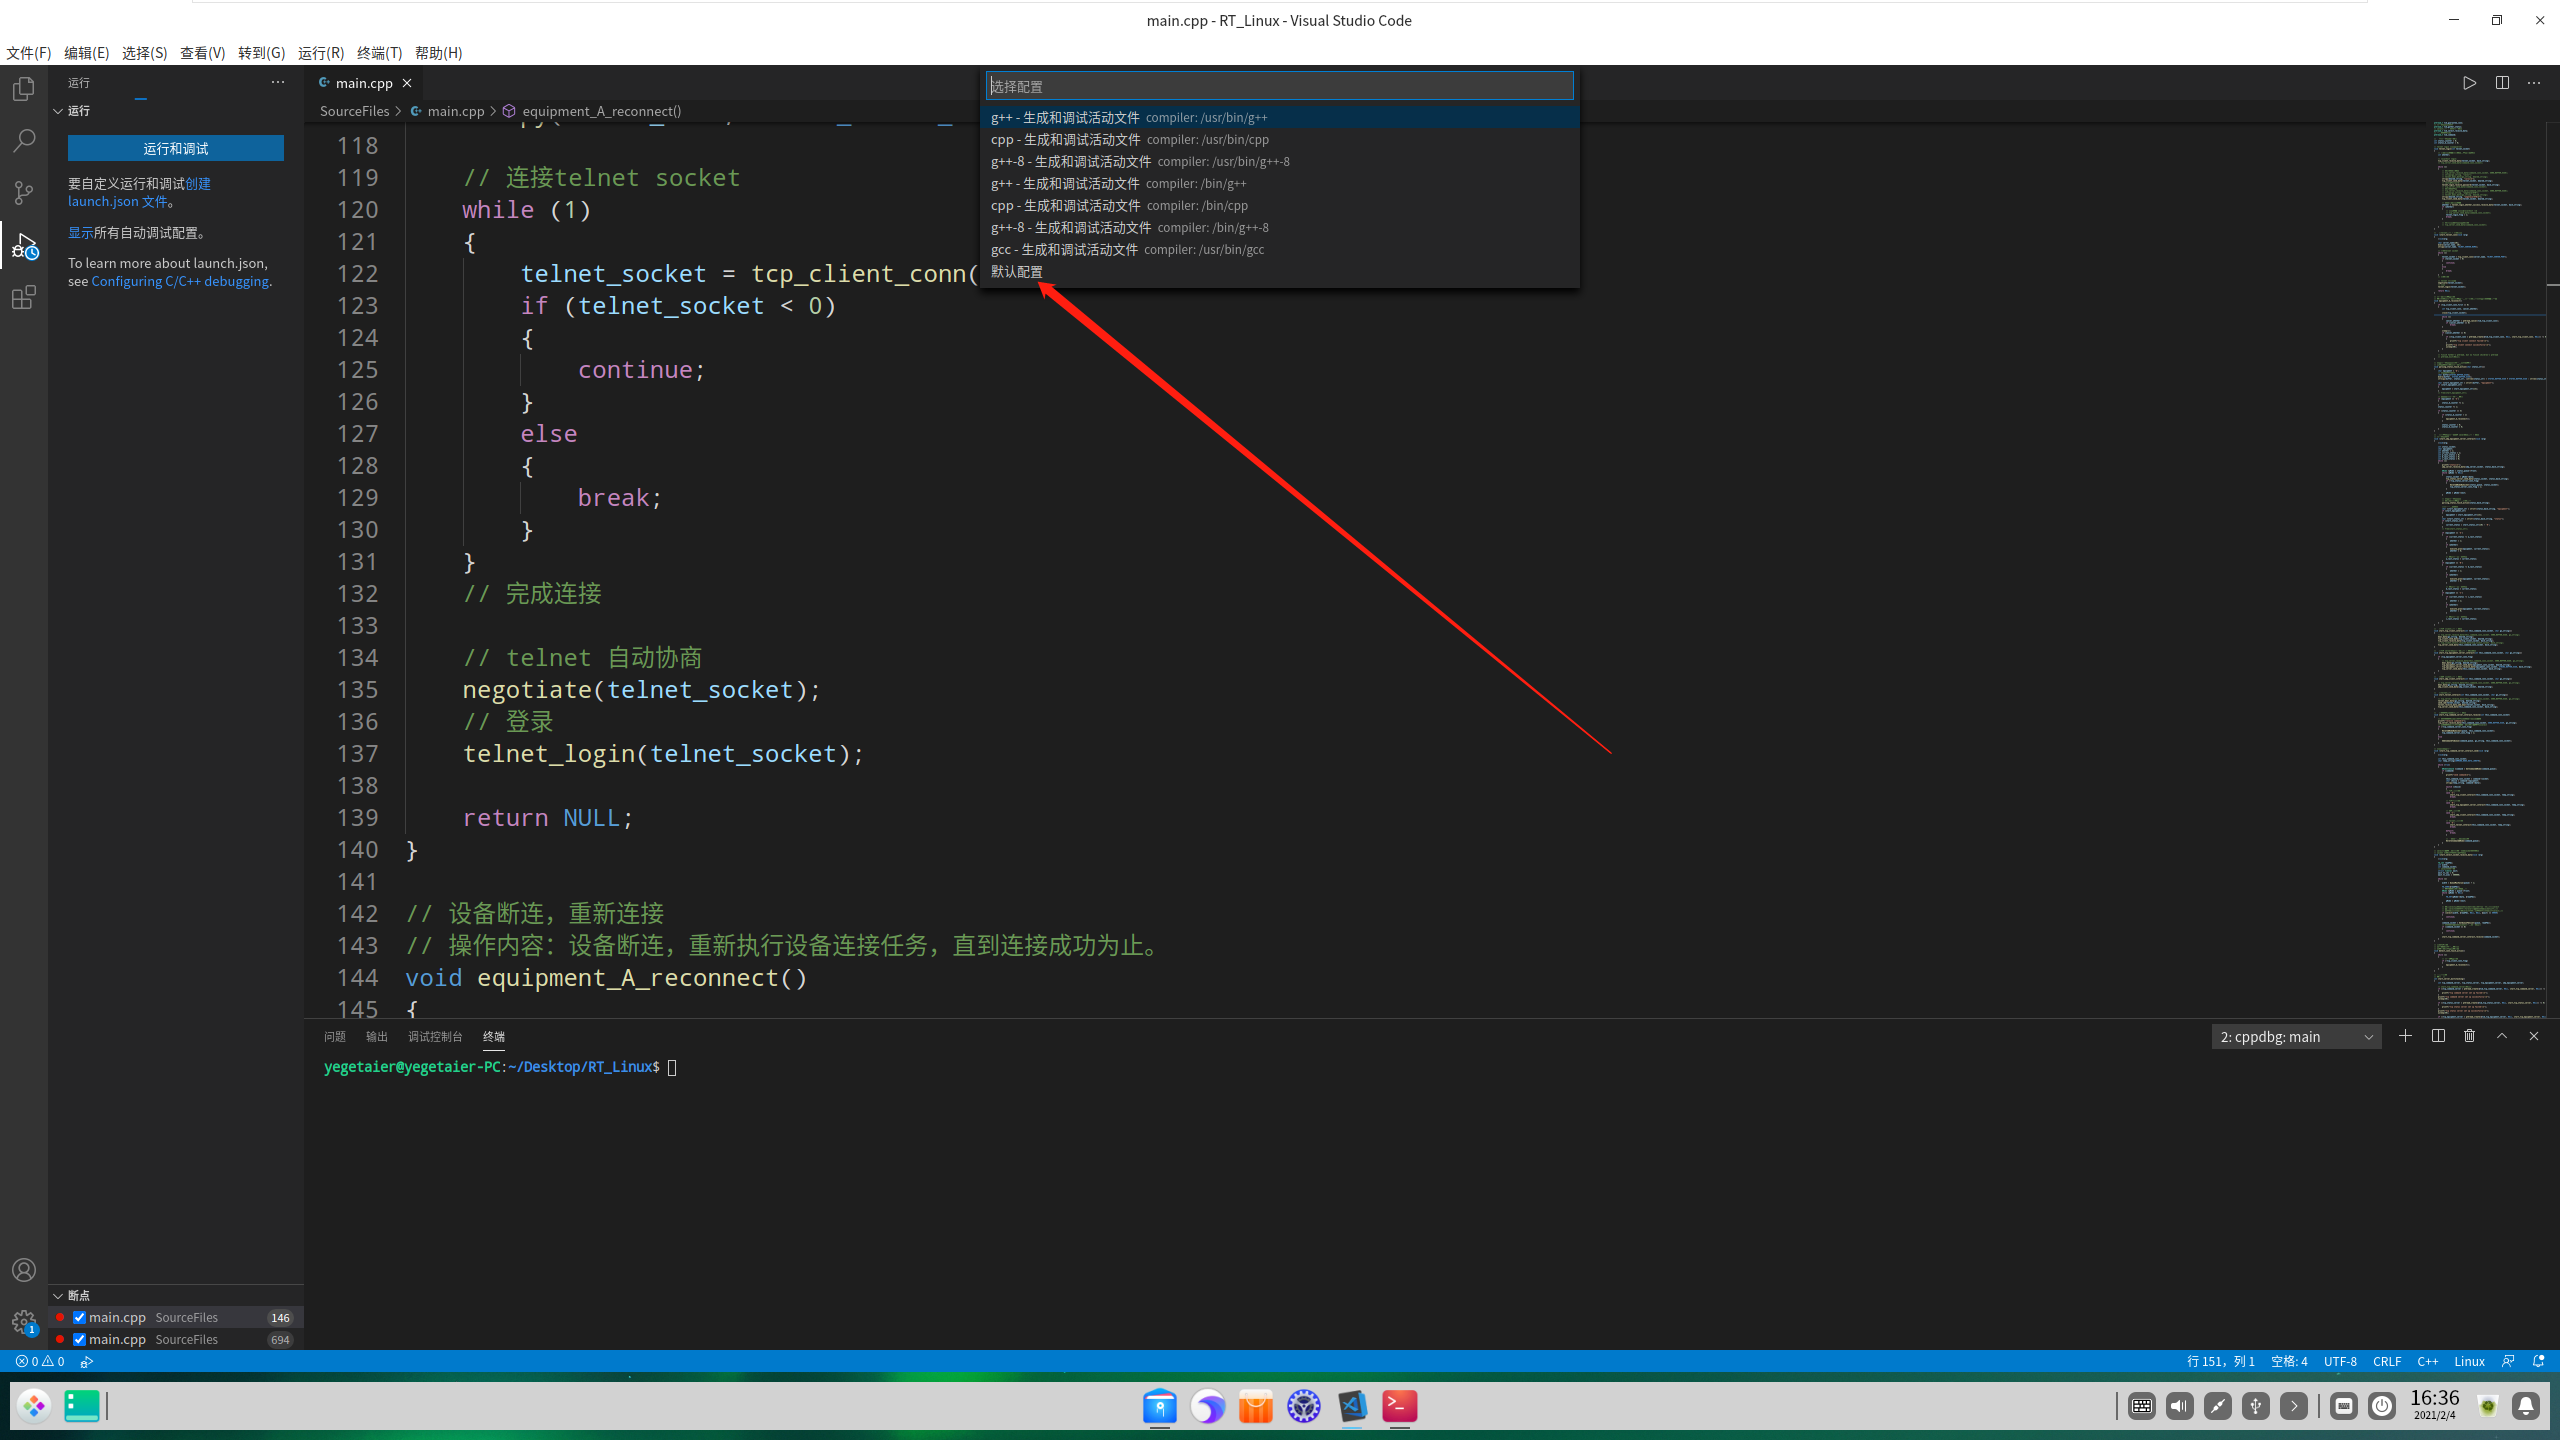 main.cpp - RT_Linux - Visual Studio Code
文件(F) 编辑(E) 选择(S) 查看(V) 转到(G) 运行(R) 终端(T) 帮助(H)
运行
运行
运行和调试
要自定义运行和调试创建
launch.json 文件。
显示所有自动调试配置。
To learn more about launch.json,
see Configuring C/C++ debugging.
main.cpp
SourceFiles > main.cpp > equipment_A_reconnect()
选择配置
g++ - 生成和调试活动文件 compiler: /usr/bin/g++
cpp - 生成和调试活动文件 compiler: /usr/bin/cpp
g++-8 - 生成和调试活动文件 compiler: /usr/bin/g++-8
g++ - 生成和调试活动文件 compiler: /bin/g++
cpp - 生成和调试活动文件 compiler: /bin/cpp
g++-8 - 生成和调试活动文件 compiler: /bin/g++-8
gcc - 生成和调试活动文件 compiler: /usr/bin/gcc
默认配置
118
119 // 连接telnet socket
120 while (1)
121 {
122 telnet_socket = tcp_client_conn(
123 if (telnet_socket < 0)
124 {
125 continue;
126 }
127 else
128 {
129 break;
130 }
131 }
132 // 完成连接
133
134 // telnet 自动协商
135 negotiate(telnet_socket);
136 // 登录
137 telnet_login(telnet_socket);
138
139 return NULL;
140 }
141
142 // 设备断连，重新连接
143 // 操作内容：设备断连，重新执行设备连接任务，直到连接成功为止。
144 void equipment_A_reconnect()
145 {
问题 输出 调试控制台 终端
2: cppdbg: main
yegetaier@yegetaier-PC:~/Desktop/RT_Linux$
断点
main.cpp SourceFiles 146
main.cpp SourceFiles 694
1
0 0
行 151，列 1 空格: 4 UTF-8 CRLF C++ Linux
16:36
2021/2/4